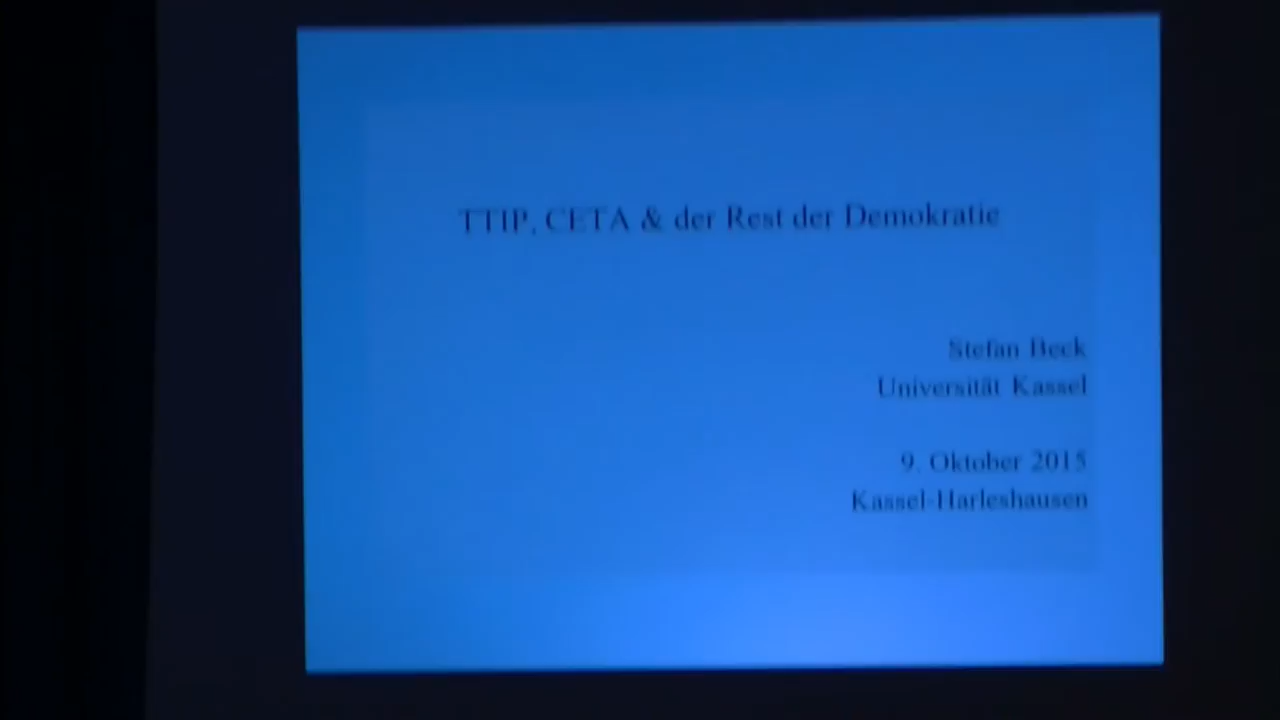 TTIP, CETA & der Rest der Demokratie
Stefan Beck
Universität Kassel
9. Oktober 2015
Kassel-Harleshausen